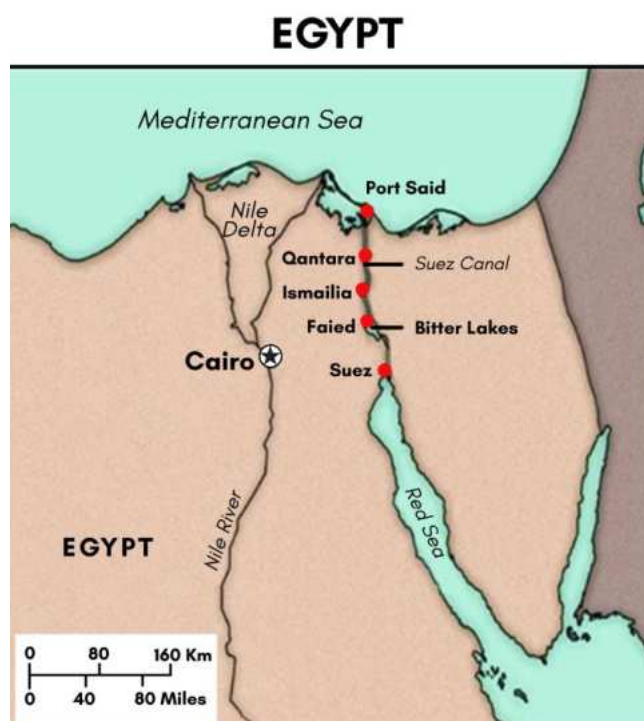 EGYPT
Mediterranean Sea
Port Said
Nile
Delta
Qantara
Suez Canal
Ismailia
Faied
Bitter Lakes
Cairo
Suez
Red Sea
Nile River
EGYPT
0 80 160 Km
0 40 80 Miles